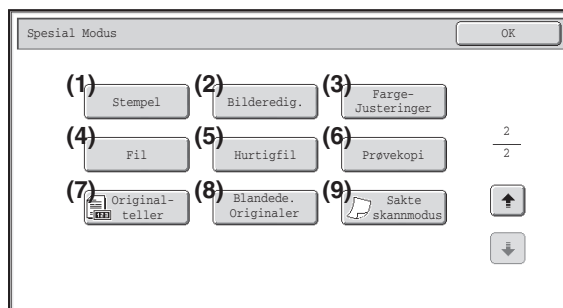 Spesial Modus
OK
(1) Stempel
(2) Bilderedig.
(3) Farge-
Justeringer
(4) Fil
(5) Hurtigfil
(6) Prøvekopi
2
2
(7) Original-
teller
123
(8) Blandede.
Originaler
(9) Sakte
skannmodus